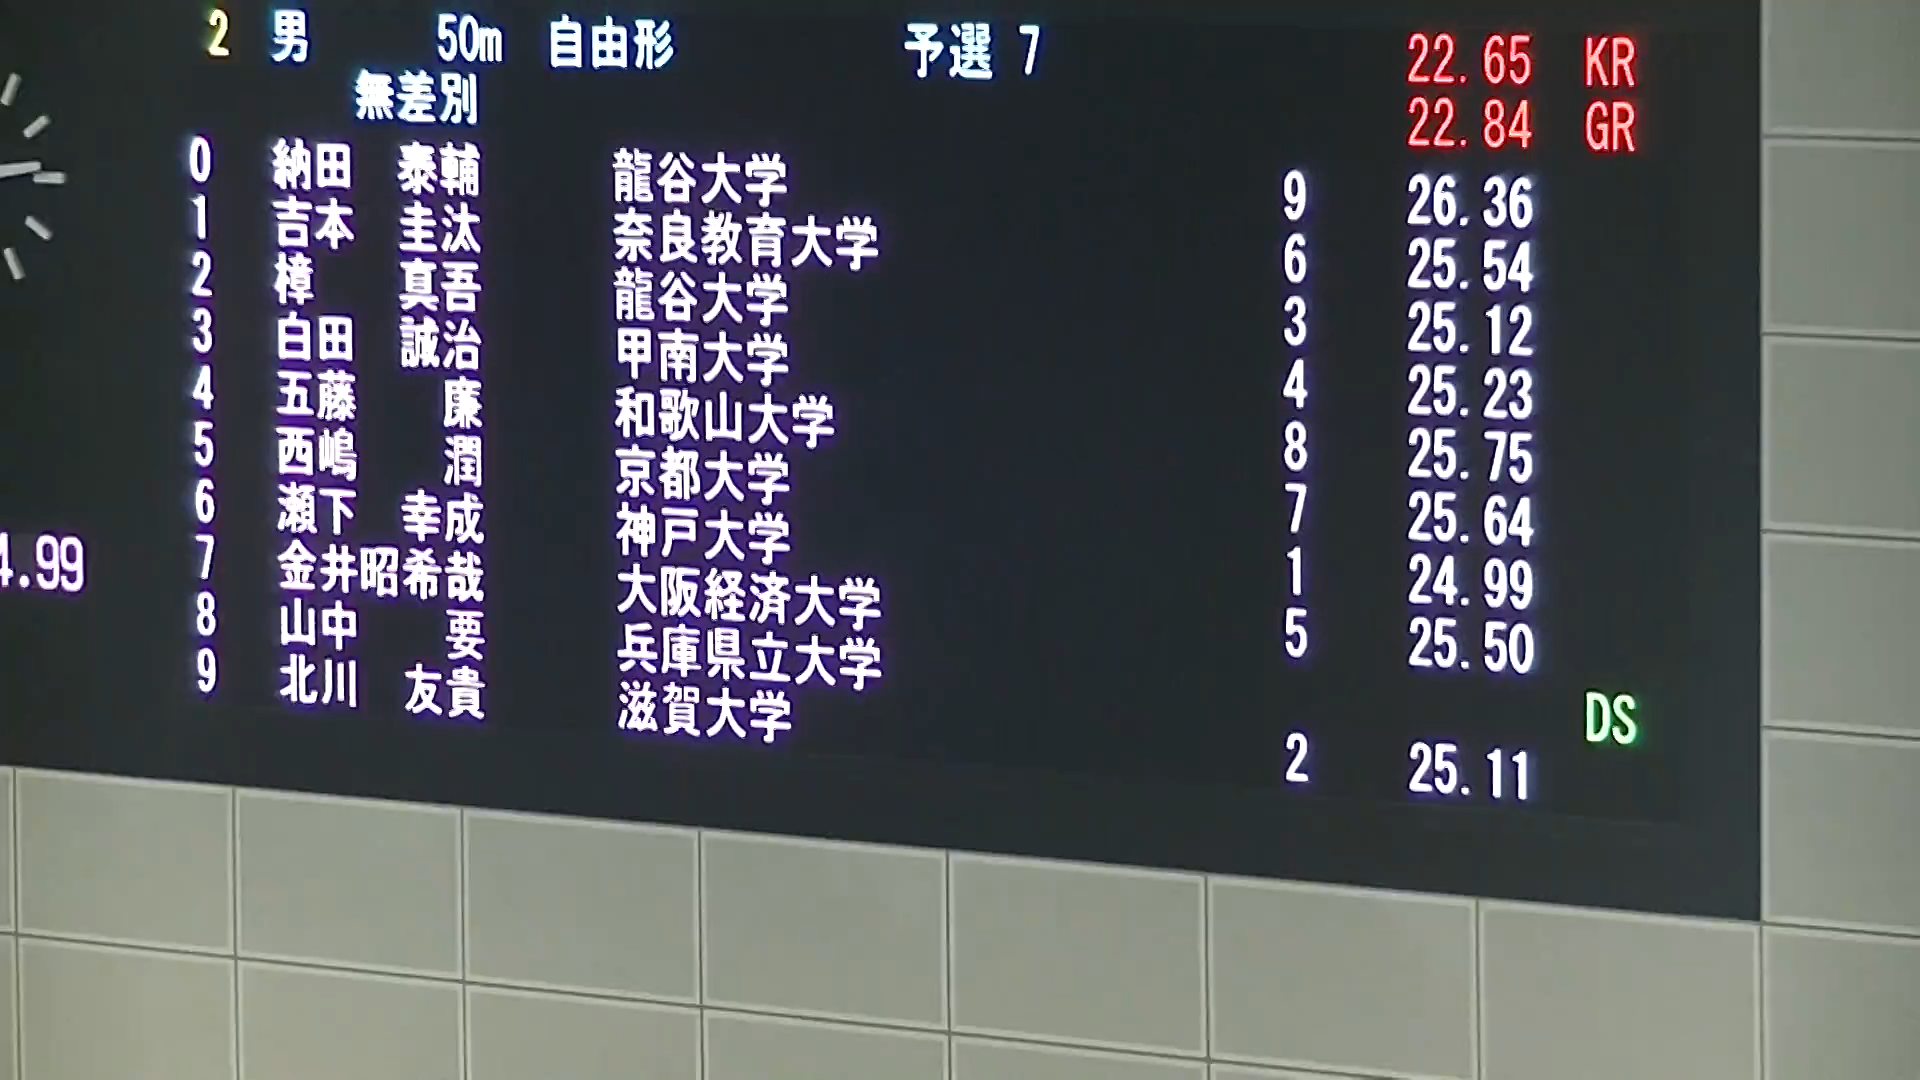 2 男 50m 自由形 予選 7 22.65 KR
無差別 22.84 GR
0 納田 泰輔 龍谷大学 9 26.36
1 吉本 圭汰 奈良教育大学 6 25.54
2 樟 真吾 龍谷大学 3 25.12
3 白田 誠治 甲南大学 4 25.23
4 五藤 廉 和歌山大学 8 25.75
5 西嶋 潤 京都大学 7 25.64
6 瀬下 幸成 神戸大学 1 24.99
7 金井昭希哉 大阪経済大学 5 25.50
8 山中 要 兵庫県立大学 DS
9 北川 友貴 滋賀大学 2 25.11
4.99